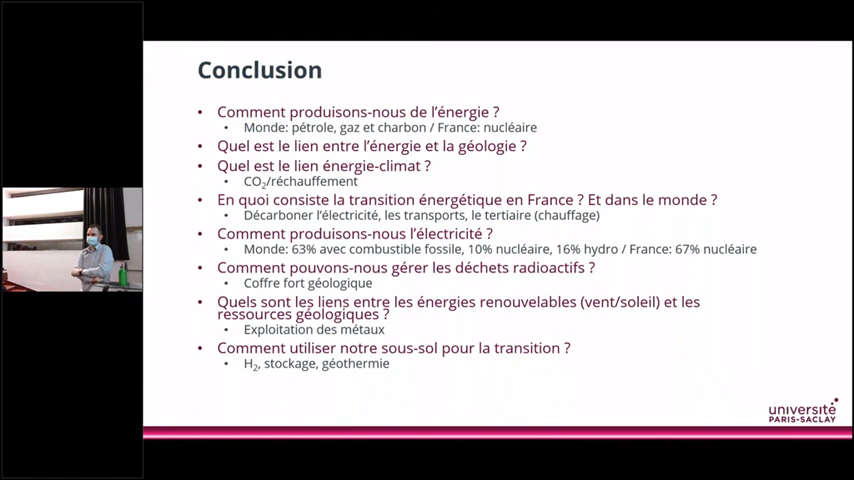 Conclusion
• Comment produisons-nous de l'énergie ?
• Monde: pétrole, gaz et charbon / France: nucléaire
• Quel est le lien entre l'énergie et la géologie ?
• Quel est le lien énergie-climat ?
• CO₂/réchauffement
• En quoi consiste la transition énergétique en France ? Et dans le monde ?
• Décarboner l'électricité, les transports, le tertiaire (chauffage)
• Comment produisons-nous l'électricité ?
• Monde: 63% avec combustible fossile, 10% nucléaire, 16% hydro / France: 67% nucléaire
• Comment pouvons-nous gérer les déchets radioactifs ?
• Coffre fort géologique
• Quels sont les liens entre les énergies renouvelables (vent/soleil) et les
ressources géologiques ?
• Exploitation des métaux
• Comment utiliser notre sous-sol pour la transition ?
• H₂, stockage, géothermie
université
PARIS-SACLAY